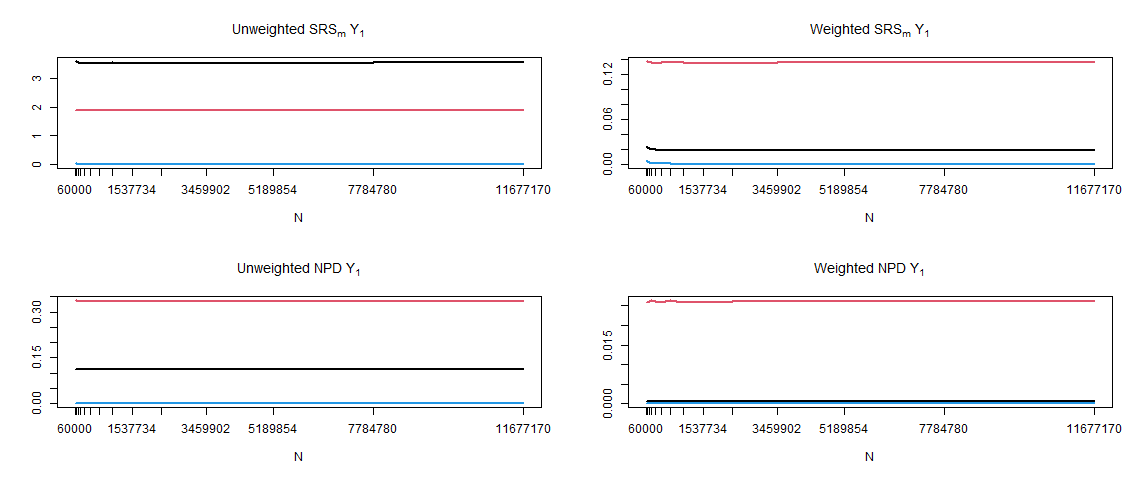 Unweighted SRSₘ Y₁
3
2
1
0
60000 1537734 3459902 5189854 7784780 11677170
N
Weighted SRSₘ Y₁
0.12
0.06
0.00
60000 1537734 3459902 5189854 7784780 11677170
N
Unweighted NPD Y₁
0.30
0.15
0.00
60000 1537734 3459902 5189854 7784780 11677170
N
Weighted NPD Y₁
0.015
0.000
60000 1537734 3459902 5189854 7784780 11677170
N